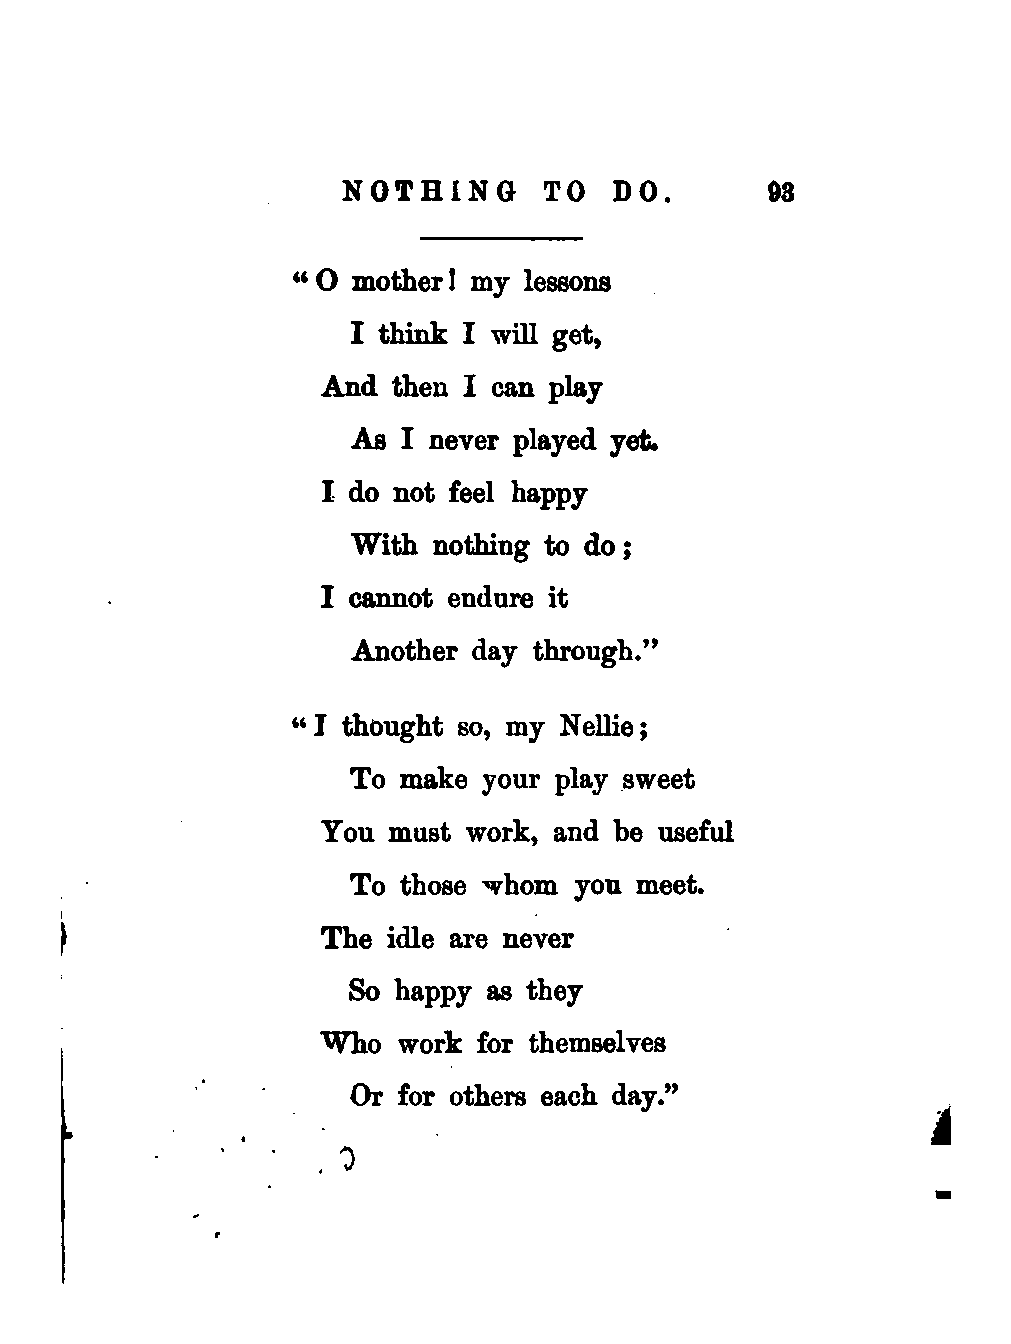 NOTHING TO DO. 93
“O mother! my lessons
I think I will get,
And then I can play
As I never played yet.
I do not feel happy
With nothing to do;
I cannot endure it
Another day through.”
“I thought so, my Nellie;
To make your play sweet
You must work, and be useful
To those whom you meet.
The idle are never
So happy as they
Who work for themselves
Or for others each day.”